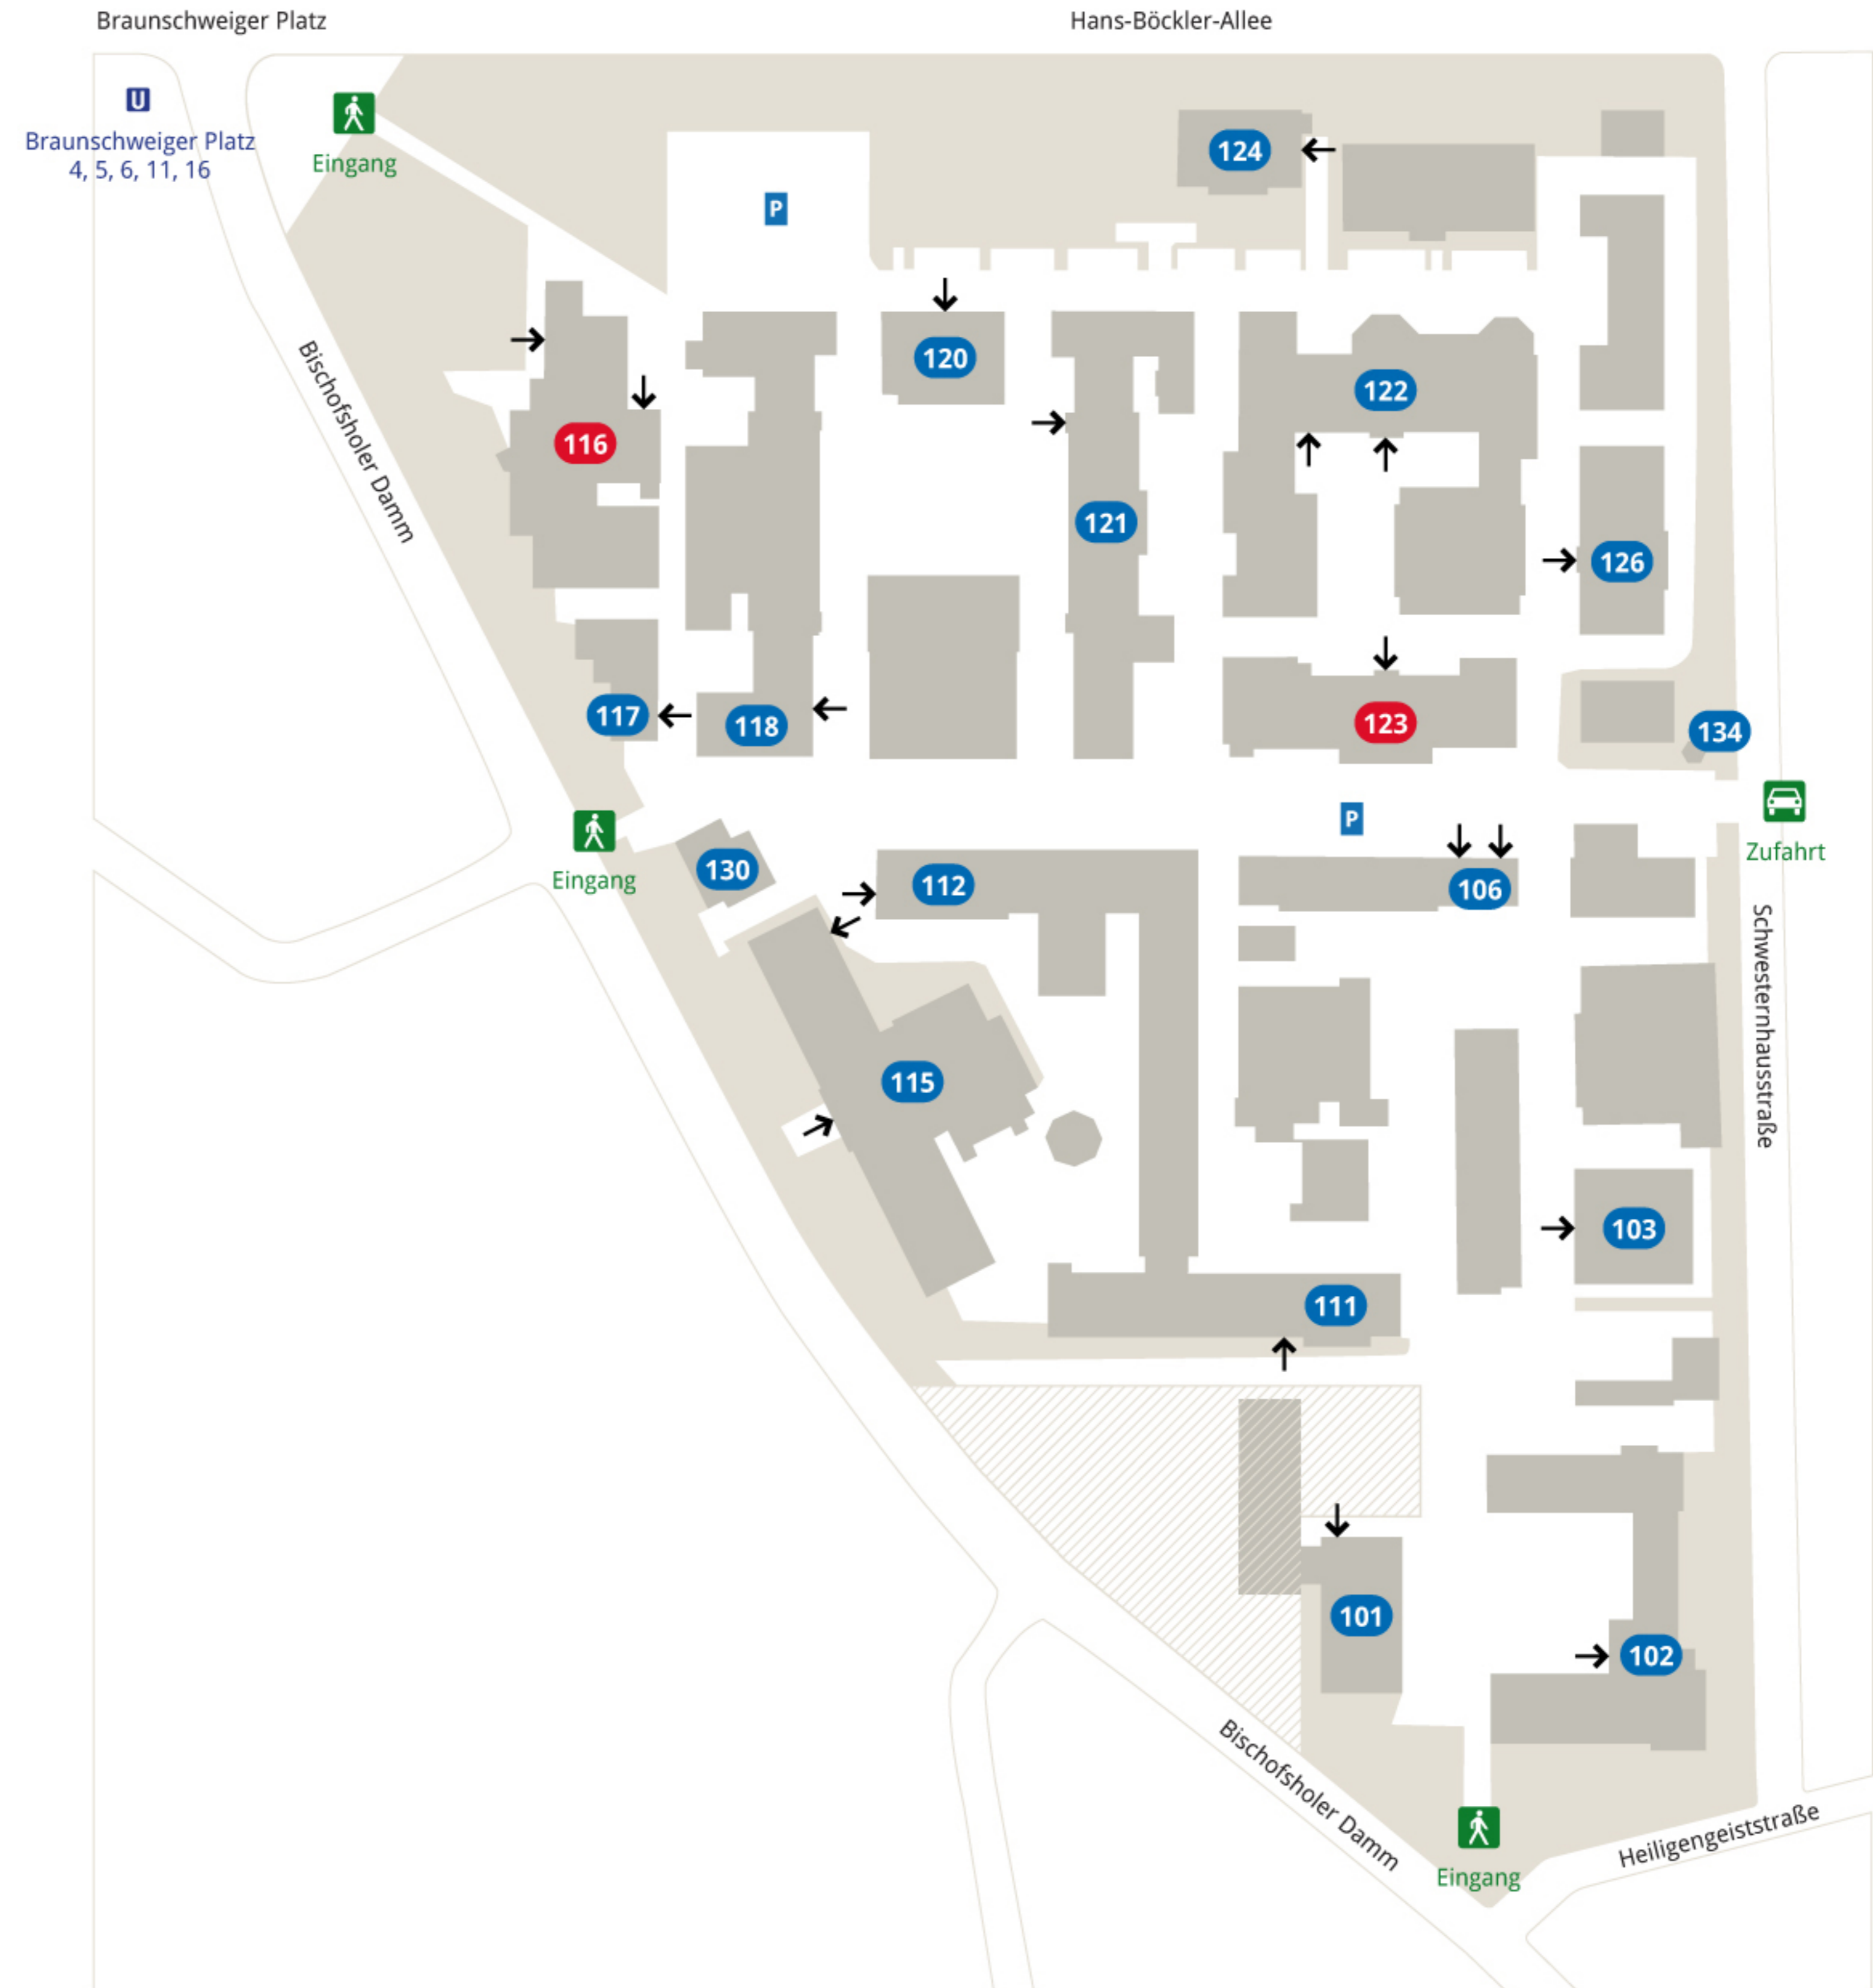 Braunschweiger Platz
Hans-Böckler-Allee
U
Braunschweiger Platz
4, 5, 6, 11, 16
Eingang
124
P
120
122
116
Bischofsholer Damm
121
126
117
118
123
134
P
Zufahrt
Eingang
130
112
106
Schwesternhausstraße
115
103
111
101
102
Bischofsholer Damm
Heiligengeiststraße
Eingang